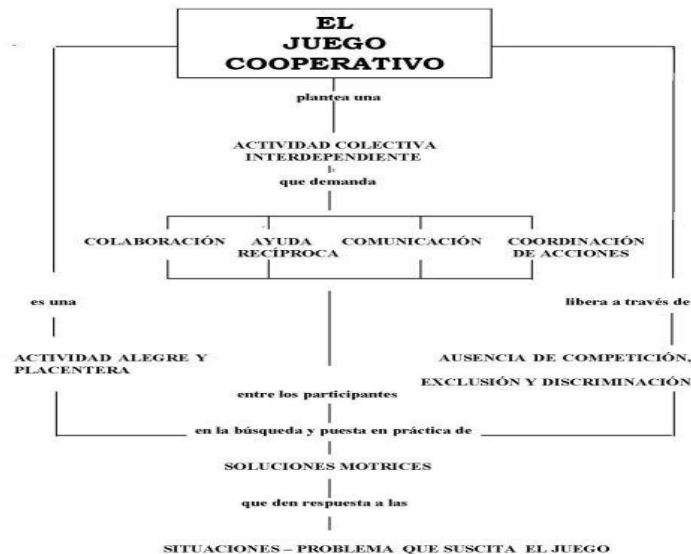 EL
JUEGO
COOPERATIVO
plantea una
ACTIVIDAD COLECTIVA
INTERDEPENDIENTE
que demanda
COLABORACIÓN
AYUDA
RECÍPROCA
COMUNICACIÓN
COORDINACIÓN
DE ACCIONES
es una
libera a través de
ACTIVIDAD ALEGRE Y
PLACENTERA
AUSENCIA DE COMPETICIÓN,
EXCLUSIÓN Y DISCRIMINACIÓN
entre los participantes
en la búsqueda y puesta en práctica de
SOLUCIONES MOTRICES
que den respuesta a las
SITUACIONES – PROBLEMA QUE SUSCITA EL JUEGO